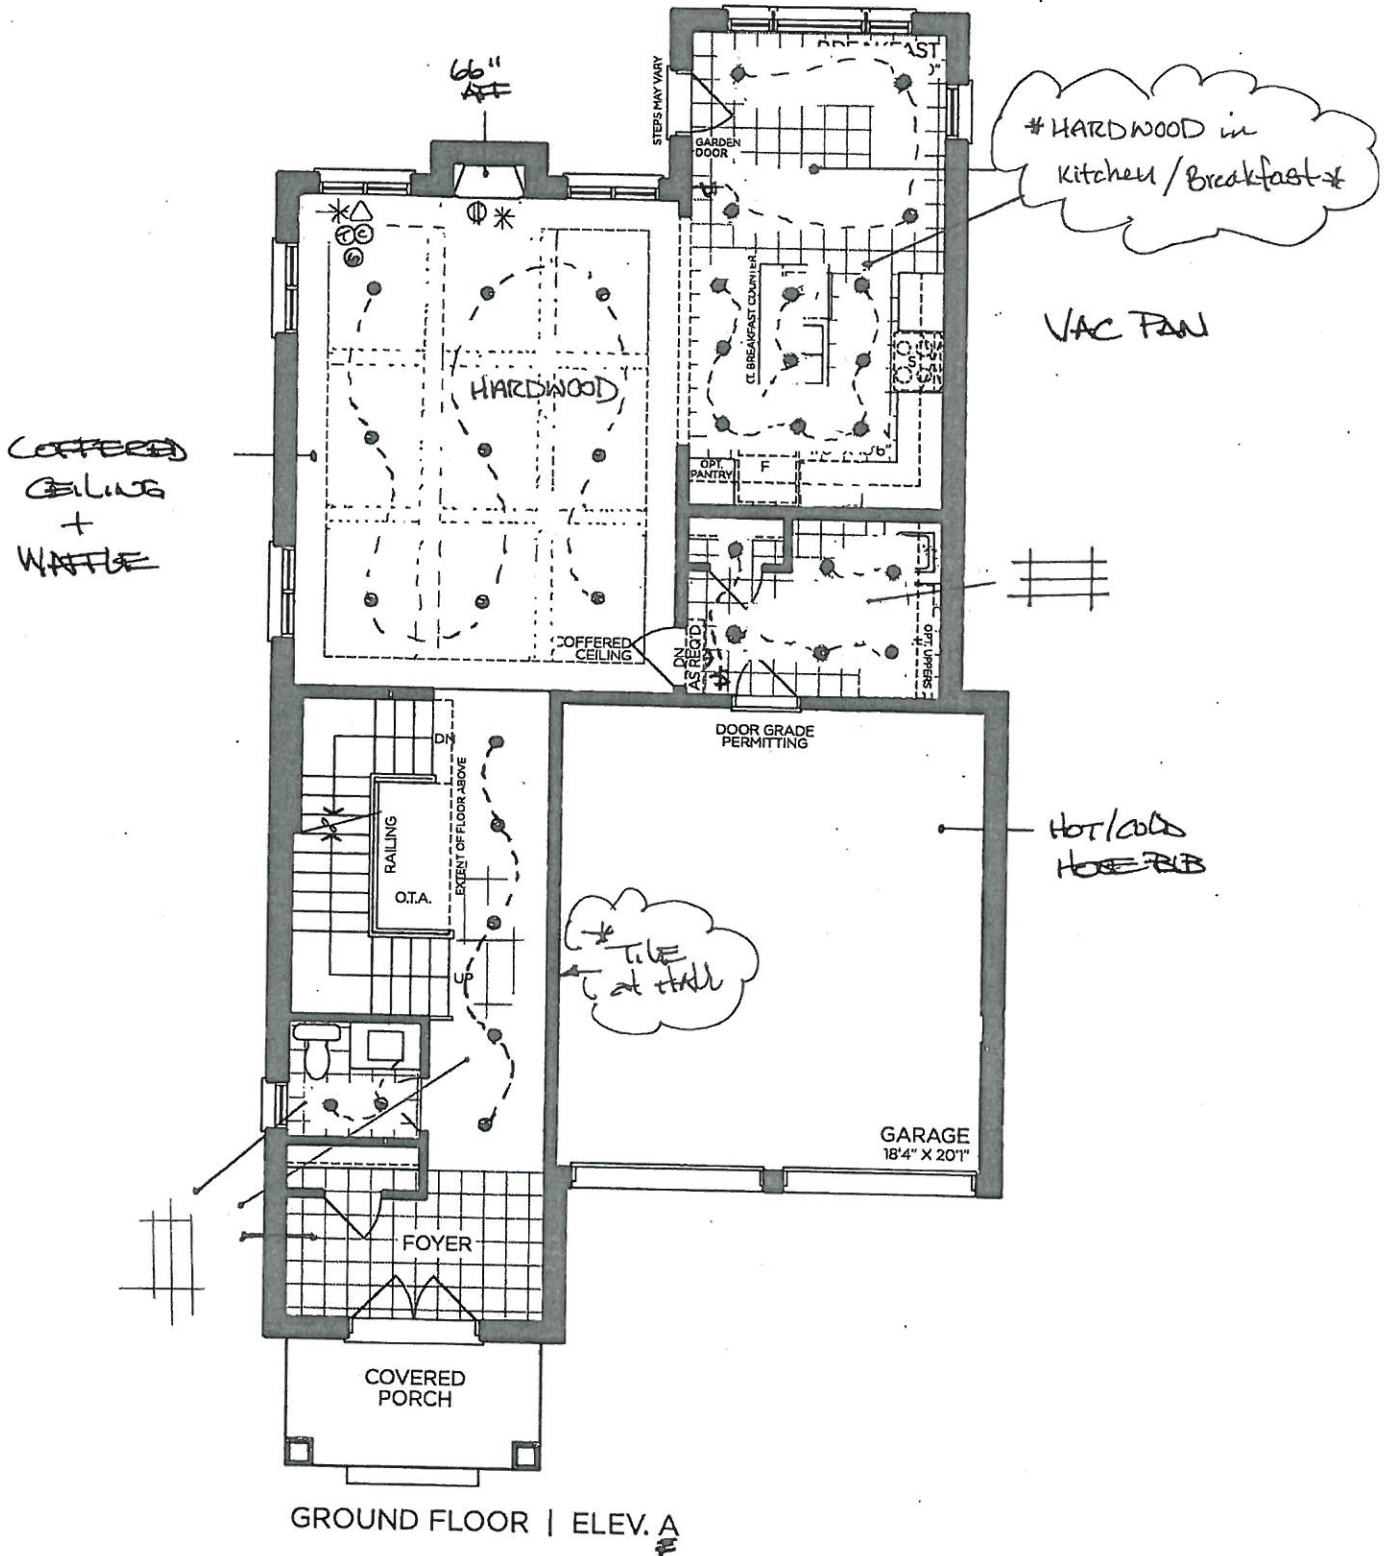 66"
AFF
BREAKFAST
STEPS MAY VARY
GARDEN
DOOR
* HARDWOOD in
Kitchen / Breakfast *
VAC PAN
BREAKFAST COUNTER
HARDWOOD
COFFERED
CEILING
+
WAFFLE
T C
S
OPT.
PANTRY
F
S
COFFERED
CEILING
DN
AS REQ'D
OPT. UPPERS
DOOR GRADE
PERMITTING
DN
EXTENT OF FLOOR ABOVE
RAILING
O.T.A.
UP
HOT/COLD
HOSE BIB
* TILE
at HALL
GARAGE
18'4" X 20'1"
FOYER
COVERED
PORCH
GROUND FLOOR | ELEV. A